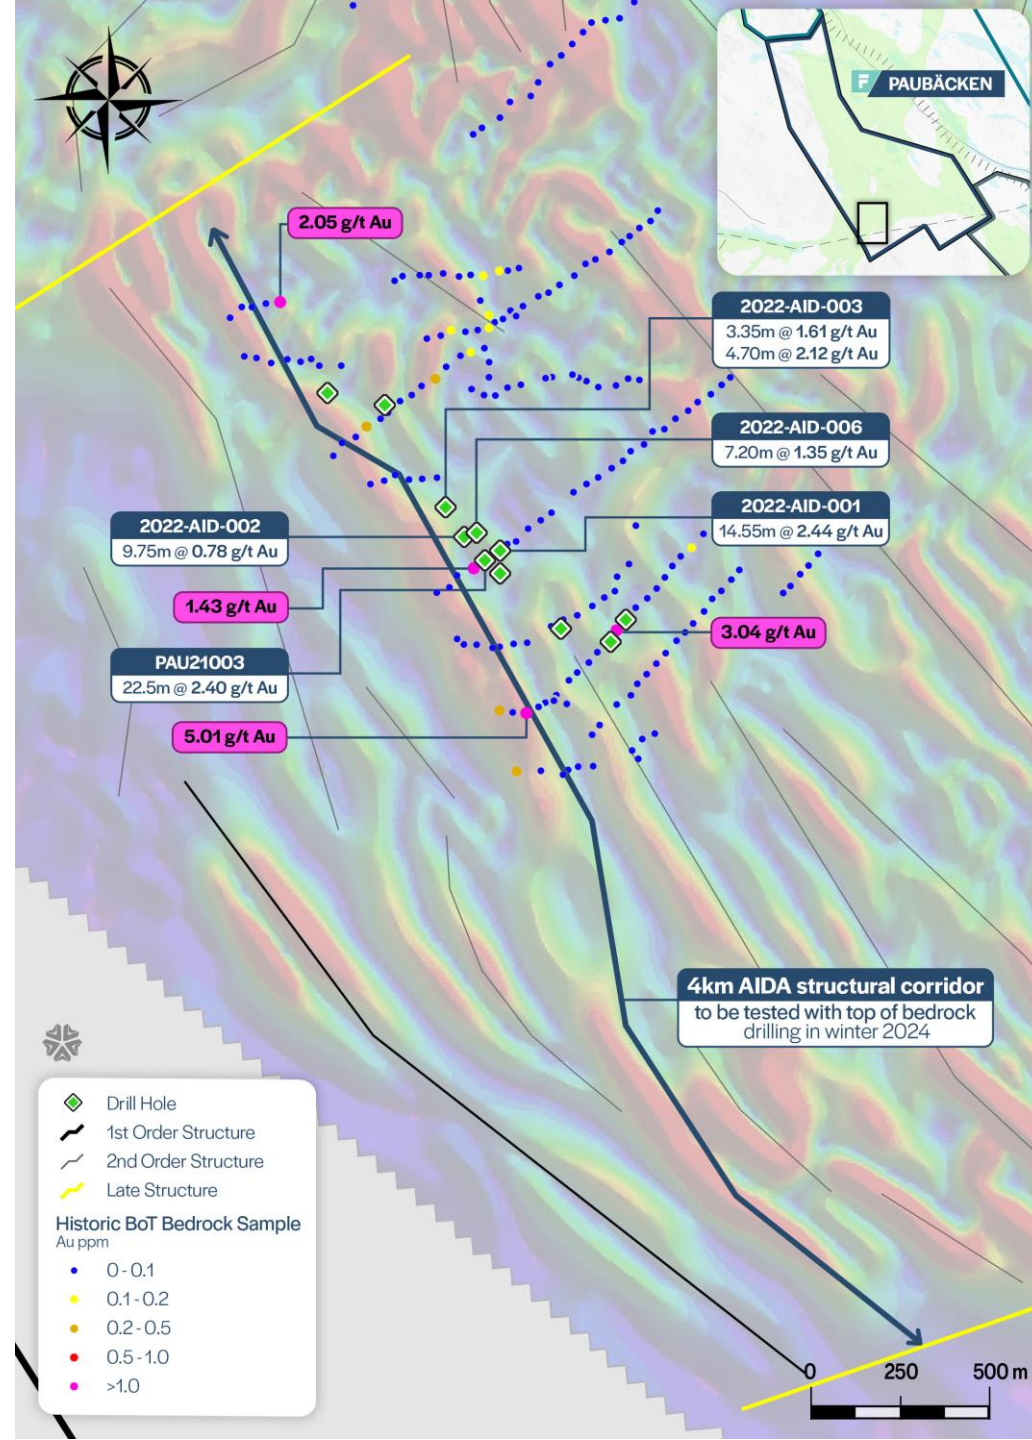 F PAUBÄCKEN
2.05 g/t Au
2022-AID-003
3.35m @ 1.61 g/t Au
4.70m @ 2.12 g/t Au
2022-AID-006
7.20m @ 1.35 g/t Au
2022-AID-001
14.55m @ 2.44 g/t Au
2022-AID-002
9.75m @ 0.78 g/t Au
1.43 g/t Au
3.04 g/t Au
PAU21003
22.5m @ 2.40 g/t Au
5.01 g/t Au
4km AIDA structural corridor
to be tested with top of bedrock
drilling in winter 2024
Drill Hole
1st Order Structure
2nd Order Structure
Late Structure
Historic BoT Bedrock Sample
Au ppm
0 - 0.1
0.1 - 0.2
0.2 - 0.5
0.5 - 1.0
>1.0
0 250 500 m